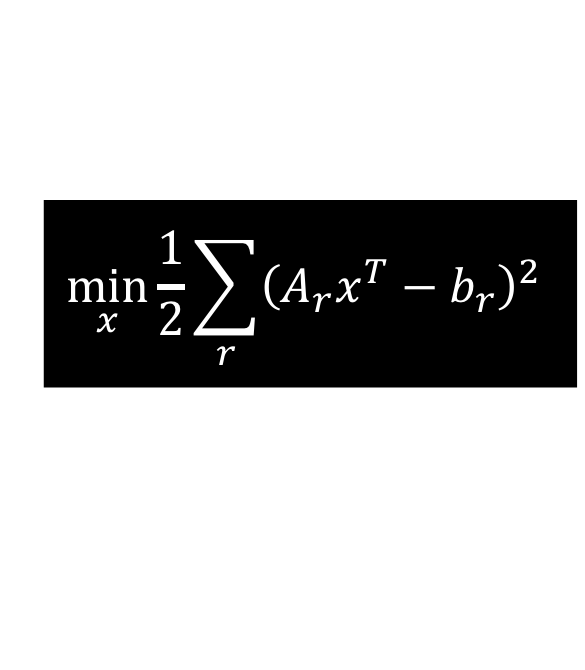 min_x 1/2 ∑_r (A_r x^T − b_r)^2